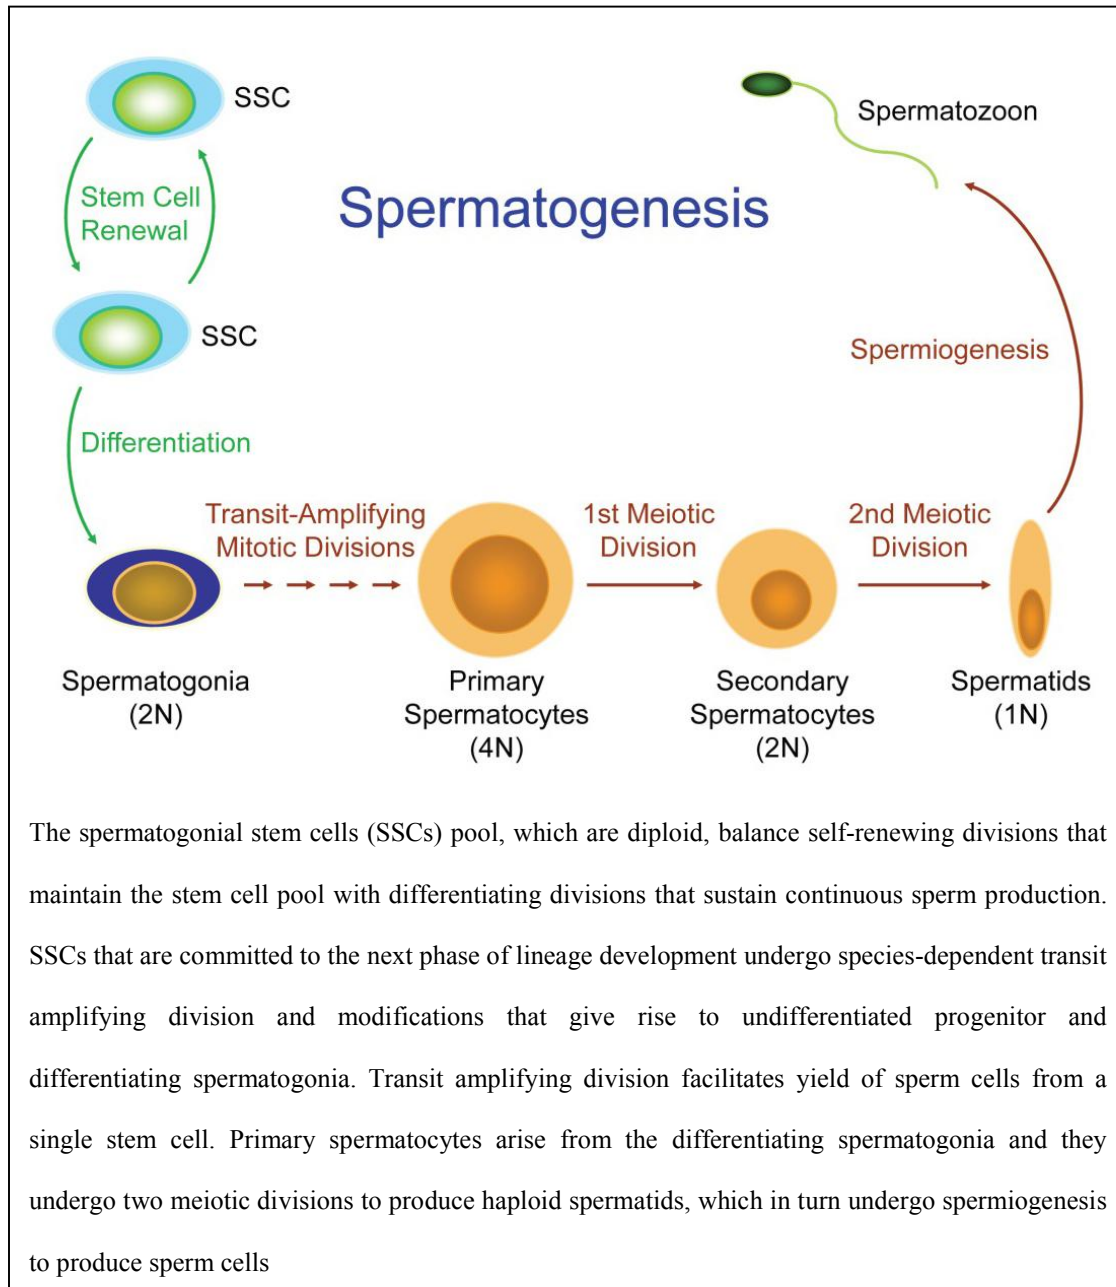 SSC
Stem Cell
Renewal
SSC
Differentiation
Spermatogenesis
Spermatozoon
Spermiogenesis
Transit-Amplifying
Mitotic Divisions
1st Meiotic
Division
2nd Meiotic
Division
Spermatogonia
(2N)
Primary
Spermatocytes
(4N)
Secondary
Spermatocytes
(2N)
Spermatids
(1N)
The spermatogonial stem cells (SSCs) pool, which are diploid, balance self-renewing divisions that
maintain the stem cell pool with differentiating divisions that sustain continuous sperm production.
SSCs that are committed to the next phase of lineage development undergo species-dependent transit
amplifying division and modifications that give rise to undifferentiated progenitor and
differentiating spermatogonia. Transit amplifying division facilitates yield of sperm cells from a
single stem cell. Primary spermatocytes arise from the differentiating spermatogonia and they
undergo two meiotic divisions to produce haploid spermatids, which in turn undergo spermiogenesis
to produce sperm cells